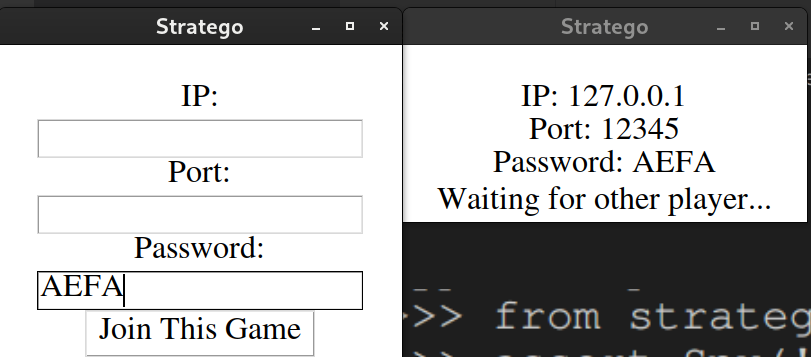 Stratego
IP:
Port:
Password:
AEFA
Join This Game
Stratego
IP: 127.0.0.1
Port: 12345
Password: AEFA
Waiting for other player...
>>> from strateg
>> assert